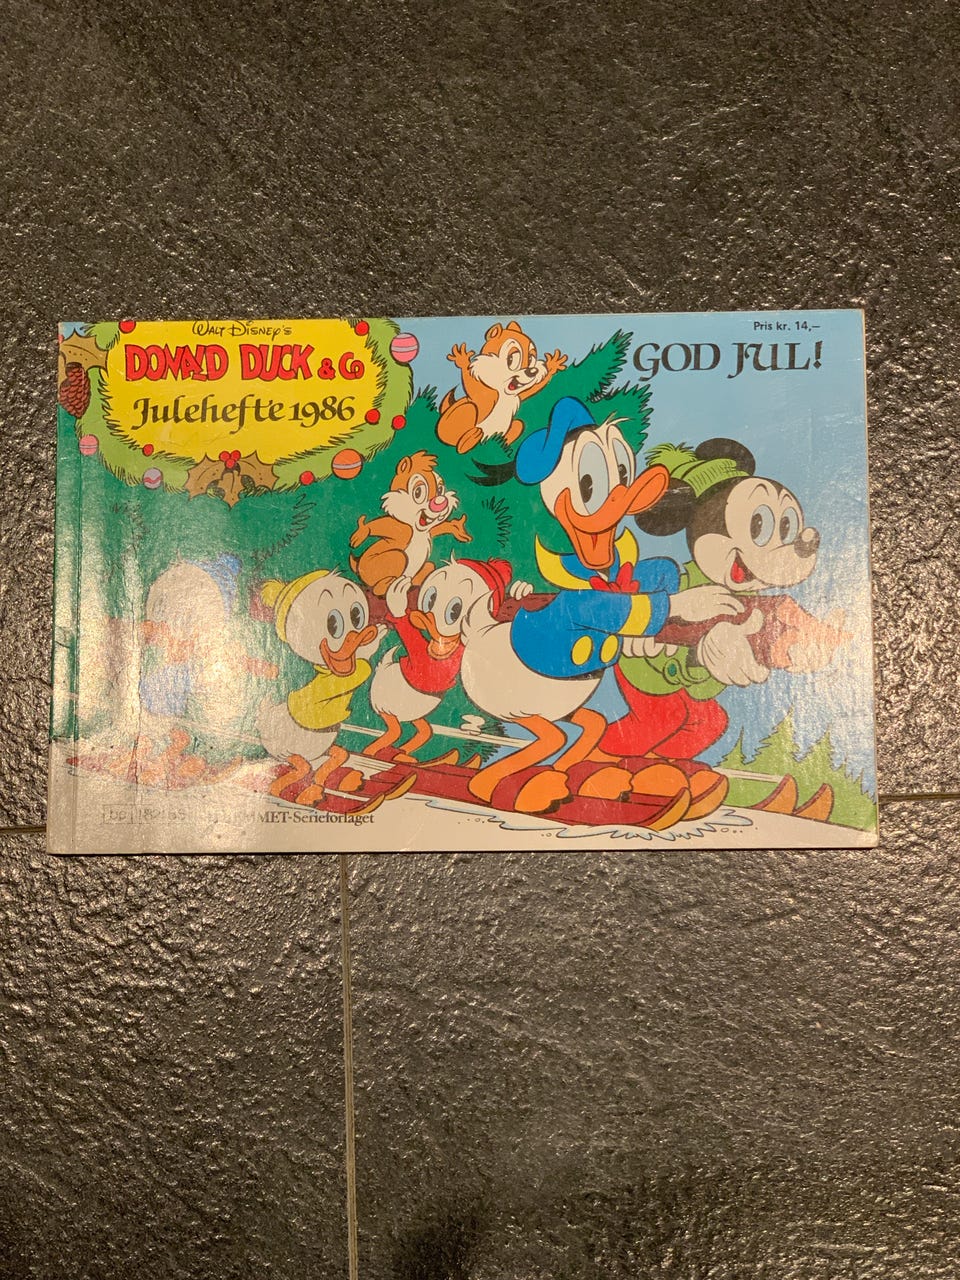 WALT DISNEY'S
DONALD DUCK & Co
Julehefte 1986
Pris kr. 14,–
GOD JUL!
-Serieforlaget